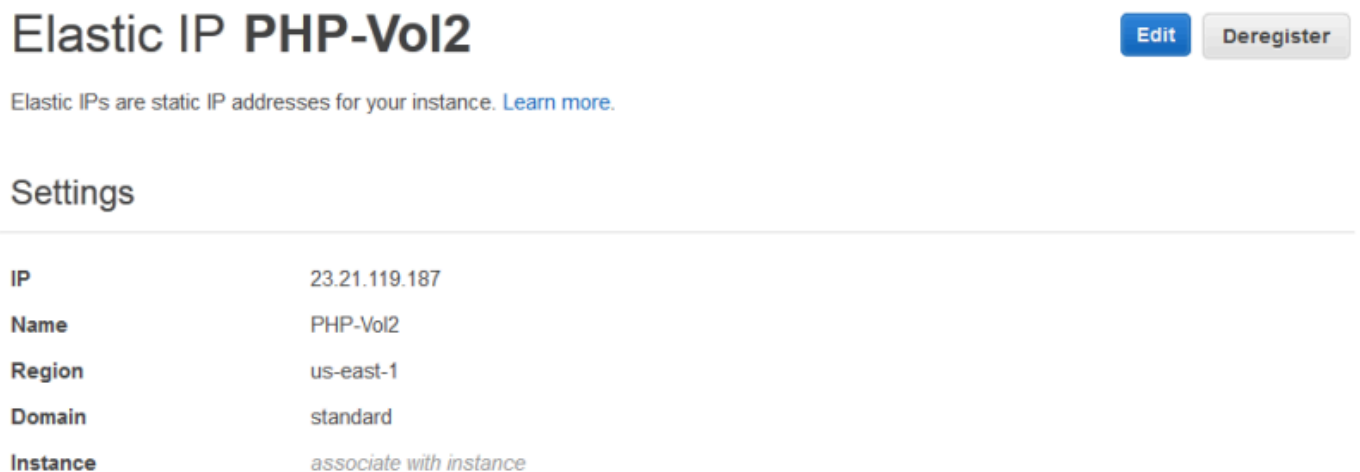 Elastic IP PHP-Vol2
Edit
Deregister
Elastic IPs are static IP addresses for your instance. Learn more.
Settings
IP 23.21.119.187
Name PHP-Vol2
Region us-east-1
Domain standard
Instance associate with instance